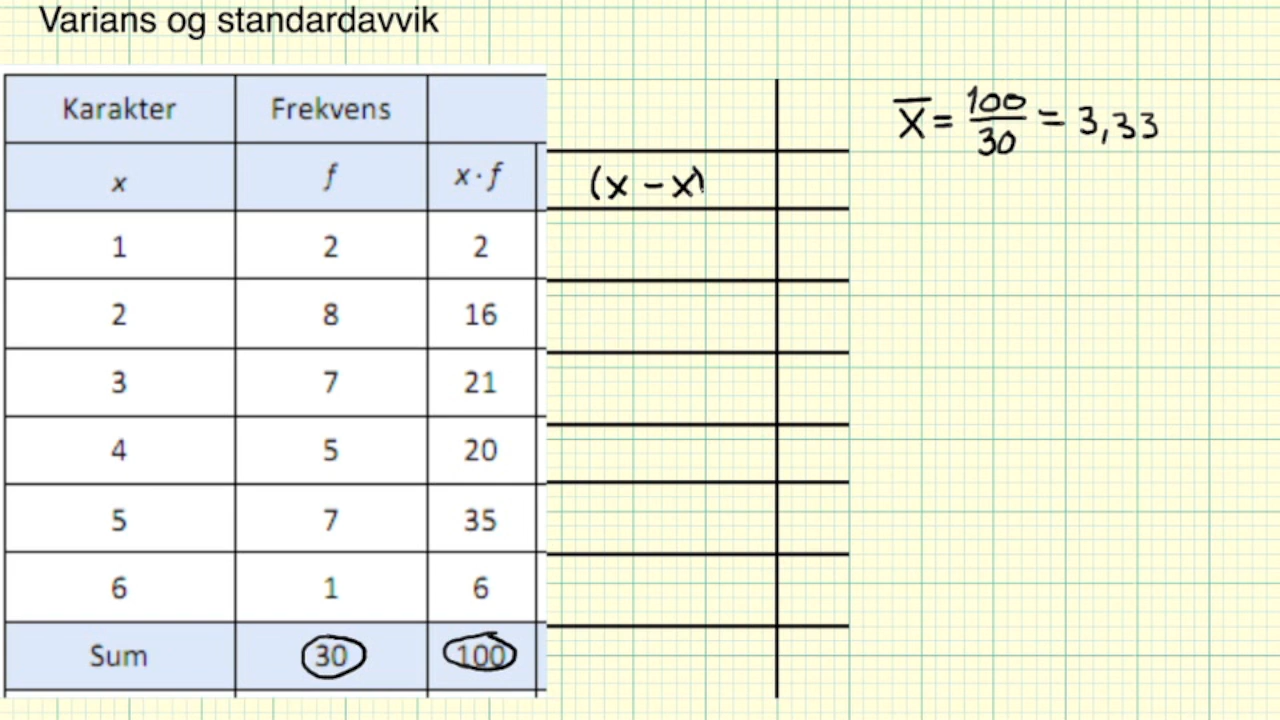 Varians og standardavvik
Karakter Frekvens
x f x · f (x - x)
1 2 2
2 8 16
3 7 21
4 5 20
5 7 35
6 1 6
Sum 30 100
x̄ = 100/30 = 3,33